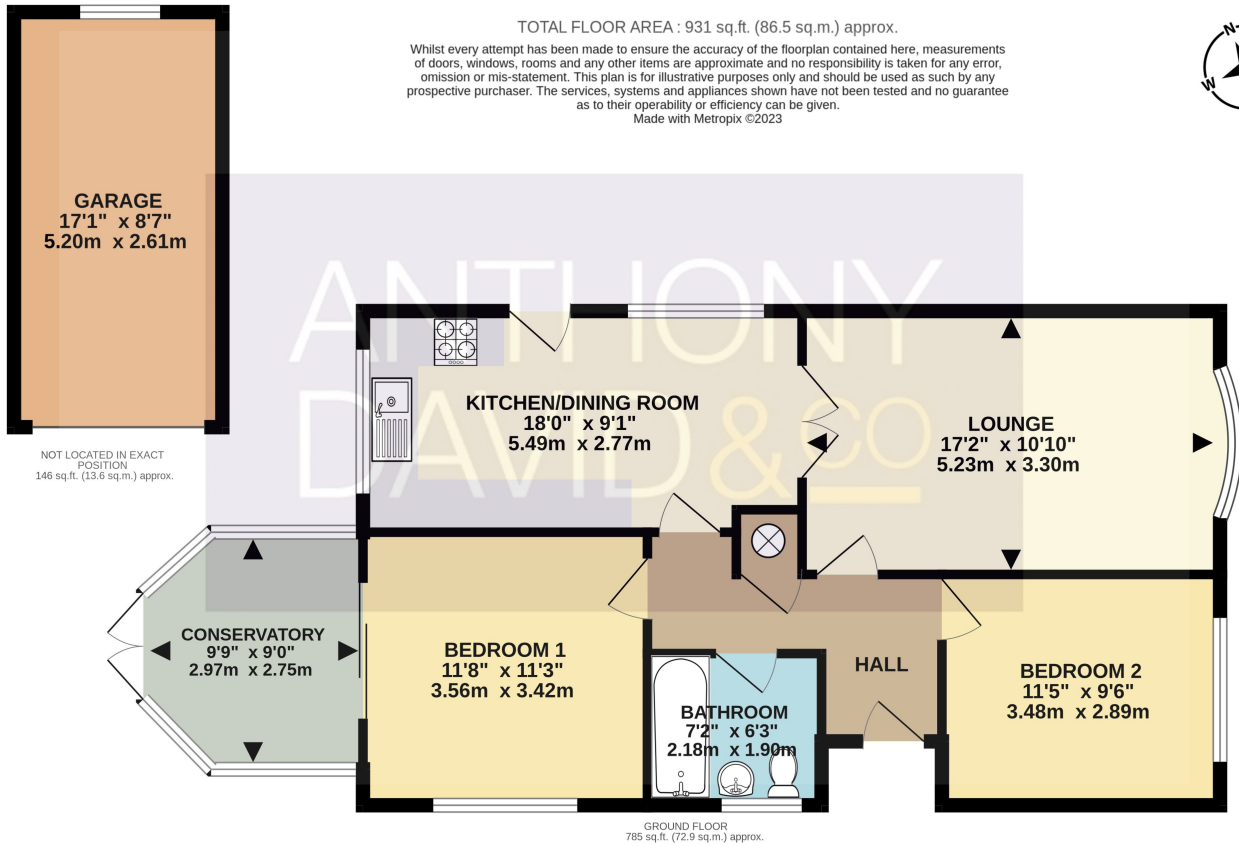 TOTAL FLOOR AREA : 931 sq.ft. (86.5 sq.m.) approx.
Whilst every attempt has been made to ensure the accuracy of the floorplan contained here, measurements
of doors, windows, rooms and any other items are approximate and no responsibility is taken for any error,
omission or mis-statement. This plan is for illustrative purposes only and should be used as such by any
prospective purchaser. The services, systems and appliances shown have not been tested and no guarantee
as to their operability or efficiency can be given.
Made with Metropix ©2023
N
W
GARAGE
17'1" x 8'7"
5.20m x 2.61m
NOT LOCATED IN EXACT
POSITION
146 sq.ft. (13.6 sq.m.) approx.
ANTHONY
DAVID & CO
KITCHEN/DINING ROOM
18'0" x 9'1"
5.49m x 2.77m
LOUNGE
17'2" x 10'10"
5.23m x 3.30m
CONSERVATORY
9'9" x 9'0"
2.97m x 2.75m
BEDROOM 1
11'8" x 11'3"
3.56m x 3.42m
BATHROOM
7'2" x 6'3"
2.18m x 1.90m
HALL
BEDROOM 2
11'5" x 9'6"
3.48m x 2.89m
GROUND FLOOR
785 sq.ft. (72.9 sq.m.) approx.